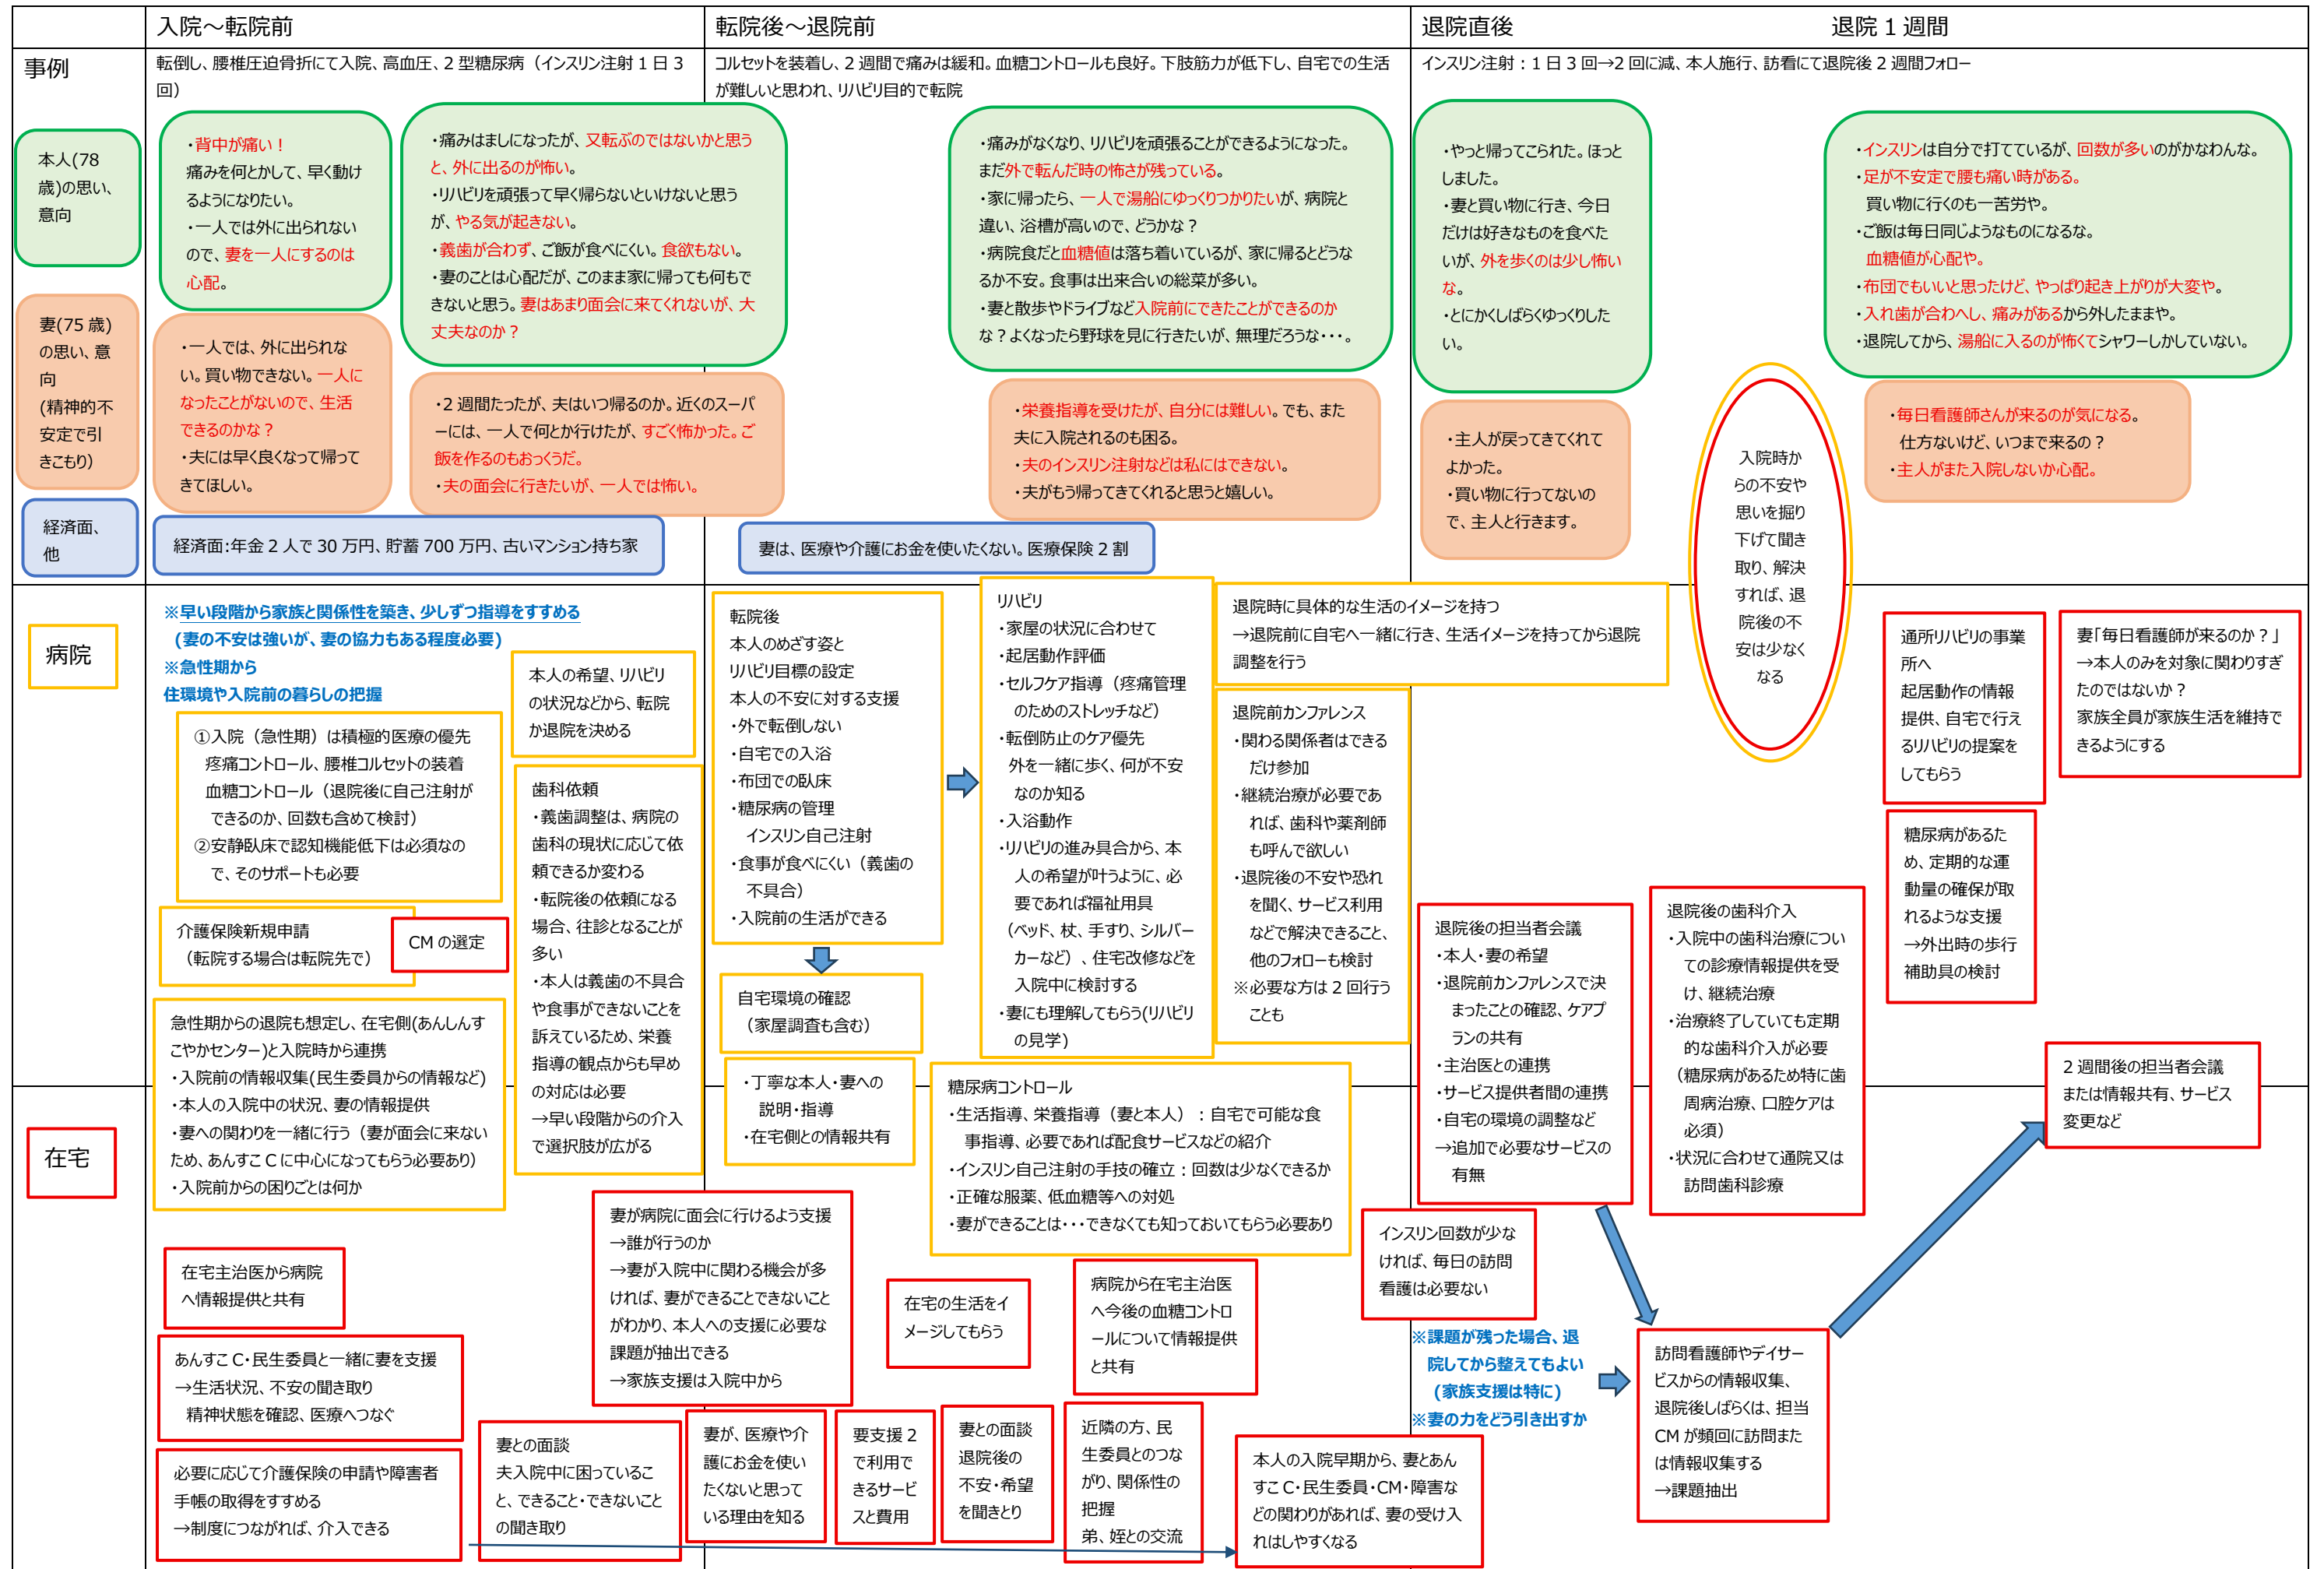 入院～転院前
転院後～退院前
退院直後
退院 1 週間
事例
転倒し、腰椎圧迫骨折にて入院、高血圧、2 型糖尿病（インスリン注射 1 日 3
回）
コルセットを装着し、2 週間で痛みは緩和。血糖コントロールも良好。下肢筋力が低下し、自宅での生活
が難しいと思われ、リハビリ目的で転院
インスリン注射：1 日 3 回→2 回に減、本人施行、訪看にて退院後 2 週間フォロー
本人(78
歳)の思い、
意向
・背中が痛い！
痛みを何とかして、早く動け
るようになりたい。
・一人では外に出られない
ので、妻を一人にするのは
心配。
・痛みはましになったが、又転ぶのではないかと思う
と、外に出るのが怖い。
・リハビリを頑張って早く帰らないといけないと思う
が、やる気が起きない。
・義歯が合わず、ご飯が食べにくい。食欲もない。
・妻のことは心配だが、このまま家に帰っても何もで
きないと思う。妻はあまり面会に来てくれないが、大
丈夫なのか？
・痛みがなくなり、リハビリを頑張ることができるようになった。
まだ外で転んだ時の怖さが残っている。
・家に帰ったら、一人で湯船にゆっくりつかりたいが、病院と
違い、浴槽が高いので、どうかな？
・病院食だと血糖値は落ち着いているが、家に帰るとどうな
るか不安。食事は出来合いの総菜が多い。
・妻と散歩やドライブなど入院前にできたことができるのか
な？よくなったら野球を見に行きたいが、無理だろうな・・・。
・やっと帰ってこられた。ほっと
しました。
・妻と買い物に行き、今日
だけは好きなものを食べた
いが、外を歩くのは少し怖い
な。
・とにかくしばらくゆっくりした
い。
・インスリンは自分で打てているが、回数が多いのがかなわんな。
・足が不安定で腰も痛い時がある。
買い物に行くのも一苦労や。
・ご飯は毎日同じようなものになるな。
血糖値が心配や。
・布団でもいいと思ったけど、やっぱり起き上がりが大変や。
・入れ歯が合わへし、痛みがあるから外したままや。
・退院してから、湯船に入るのが怖くてシャワーしかしていない。
妻(75 歳)
の思い、意
向
(精神的不
安定で引
きこもり)
・一人では、外に出られな
い。買い物できない。一人に
なったことがないので、生活
できるのかな？
・夫には早く良くなって帰って
きてほしい。
・2 週間たったが、夫はいつ帰るのか。近くのスーパ
ーには、一人で何とか行けたが、すごく怖かった。ご
飯を作るのもおっくうだ。
・夫の面会に行きたいが、一人では怖い。
・栄養指導を受けたが、自分には難しい。でも、また
夫に入院されるのも困る。
・夫のインスリン注射などは私にはできない。
・夫がもう帰ってきてくれると思うと嬉しい。
・主人が戻ってきてくれて
よかった。
・買い物に行ってないの
で、主人と行きます。
・毎日看護師さんが来るのが気になる。
仕方ないけど、いつまで来るの？
・主人がまた入院しないか心配。
入院時か
らの不安や
思いを掘り
下げて聞き
取り、解決
すれば、退
院後の不
安は少なく
なる
経済面、
他
経済面:年金 2 人で 30 万円、貯蓄 700 万円、古いマンション持ち家
妻は、医療や介護にお金を使いたくない。医療保険 2 割
病院
※早い段階から家族と関係性を築き、少しずつ指導をすすめる
(妻の不安は強いが、妻の協力もある程度必要)
※急性期から
住環境や入院前の暮らしの把握
①入院（急性期）は積極的医療の優先
疼痛コントロール、腰椎コルセットの装着
血糖コントロール（退院後に自己注射が
できるのか、回数も含めて検討）
②安静臥床で認知機能低下は必須なの
で、そのサポートも必要
本人の希望、リハビリ
の状況などから、転院
か退院を決める
歯科依頼
・義歯調整は、病院の
歯科の現状に応じて依
頼できるか変わる
・転院後の依頼になる
場合、往診となることが
多い
・本人は義歯の不具合
や食事ができないことを
訴えているため、栄養
指導の観点からも早め
の対応は必要
→早い段階からの介入
で選択肢が広がる
介護保険新規申請
（転院する場合は転院先で）
CM の選定
急性期からの退院も想定し、在宅側(あんしんす
こやかセンター)と入院時から連携
・入院前の情報収集(民生委員からの情報など)
・本人の入院中の状況、妻の情報提供
・妻への関わりを一緒に行う（妻が面会に来ない
ため、あんすこ C に中心になってもらう必要あり）
・入院前からの困りごとは何か
転院後
本人のめざす姿と
リハビリ目標の設定
本人の不安に対する支援
・外で転倒しない
・自宅での入浴
・布団での臥床
・糖尿病の管理
インスリン自己注射
・食事が食べにくい（義歯の
不具合）
・入院前の生活ができる
自宅環境の確認
（家屋調査も含む）
・丁寧な本人・妻への
説明・指導
・在宅側との情報共有
リハビリ
・家屋の状況に合わせて
・起居動作評価
・セルフケア指導（疼痛管理
のためのストレッチなど）
・転倒防止のケア優先
外を一緒に歩く、何が不安
なのか知る
・入浴動作
・リハビリの進み具合から、本
人の希望が叶うように、必
要であれば福祉用具
（ベッド、杖、手すり、シルバー
カーなど）、住宅改修などを
入院中に検討する
・妻にも理解してもらう(リハビリ
の見学)
退院時に具体的な生活のイメージを持つ
→退院前に自宅へ一緒に行き、生活イメージを持ってから退院
調整を行う
退院前カンファレンス
・関わる関係者はできる
だけ参加
・継続治療が必要であ
れば、歯科や薬剤師
も呼んで欲しい
・退院後の不安や恐れ
を聞く、サービス利用
などで解決できること、
他のフォローも検討
※必要な方は 2 回行う
ことも
糖尿病コントロール
・生活指導、栄養指導（妻と本人）：自宅で可能な食
事指導、必要であれば配食サービスなどの紹介
・インスリン自己注射の手技の確立：回数は少なくできるか
・正確な服薬、低血糖等への対処
・妻ができることは・・・できなくても知っておいてもらう必要あり
通所リハビリの事業
所へ
起居動作の情報
提供、自宅で行え
るリハビリの提案を
してもらう
妻「毎日看護師が来るのか？」
→本人のみを対象に関わりすぎ
たのではないか？
家族全員が家族生活を維持で
きるようにする
糖尿病があるた
め、定期的な運
動量の確保が取
れるような支援
→外出時の歩行
補助具の検討
退院後の担当者会議
・本人・妻の希望
・退院前カンファレンスで決
まったことの確認、ケアプ
ランの共有
・主治医との連携
・サービス提供者間の連携
・自宅の環境の調整など
→追加で必要なサービスの
有無
退院後の歯科介入
・入院中の歯科治療につい
ての診療情報提供を受
け、継続治療
・治療終了していても定期
的な歯科介入が必要
（糖尿病があるため特に歯
周病治療、口腔ケアは
必須）
・状況に合わせて通院又は
訪問歯科診療
2 週間後の担当者会議
または情報共有、サービス
変更など
在宅
在宅主治医から病院
へ情報提供と共有
あんすこ C・民生委員と一緒に妻を支援
→生活状況、不安の聞き取り
精神状態を確認、医療へつなぐ
必要に応じて介護保険の申請や障害者
手帳の取得をすすめる
→制度につながれば、介入できる
妻が病院に面会に行けるよう支援
→誰が行うのか
→妻が入院中に関わる機会が多
ければ、妻ができることできないこと
がわかり、本人への支援に必要な
課題が抽出できる
→家族支援は入院中から
妻との面談
夫入院中に困っているこ
と、できること・できないこと
の聞き取り
妻が、医療や介
護にお金を使い
たくないと思って
いる理由を知る
要支援 2
で利用で
きるサービ
スと費用
在宅の生活をイ
メージしてもらう
妻との面談
退院後の
不安・希望
を聞きとり
病院から在宅主治医
へ今後の血糖コントロ
ールについて情報提供
と共有
近隣の方、民
生委員とのつな
がり、関係性の
把握
弟、姪との交流
インスリン回数が少な
ければ、毎日の訪問
看護は必要ない
※課題が残った場合、退
院してから整えてもよい
(家族支援は特に)
※妻の力をどう引き出すか
本人の入院早期から、妻とあん
すこ C・民生委員・CM・障害な
どの関わりがあれば、妻の受け入
れはしやすくなる
訪問看護師やデイサー
ビスからの情報収集、
退院後しばらくは、担当
CM が頻回に訪問また
は情報収集する
→課題抽出